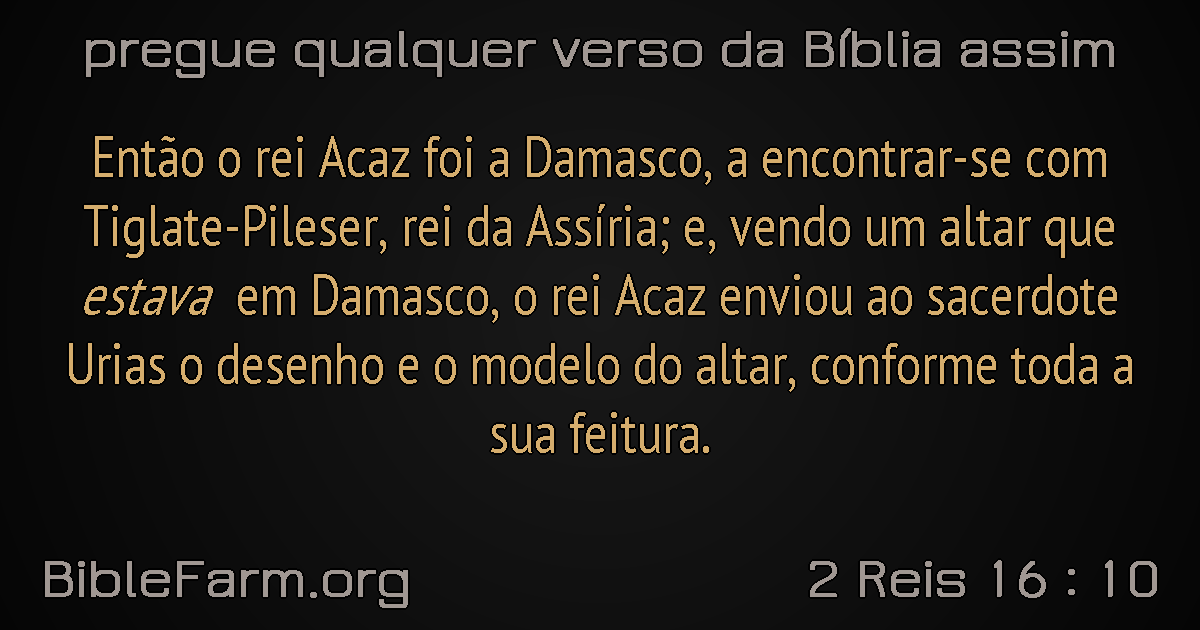 pregue qualquer verso da Bíblia assim
Então o rei Acaz foi a Damasco, a encontrar-se com
Tiglate-Pileser, rei da Assíria; e, vendo um altar que
estava em Damasco, o rei Acaz enviou ao sacerdote
Urias o desenho e o modelo do altar, conforme toda a
sua feitura.
BibleFarm.org
2 Reis 16 : 10